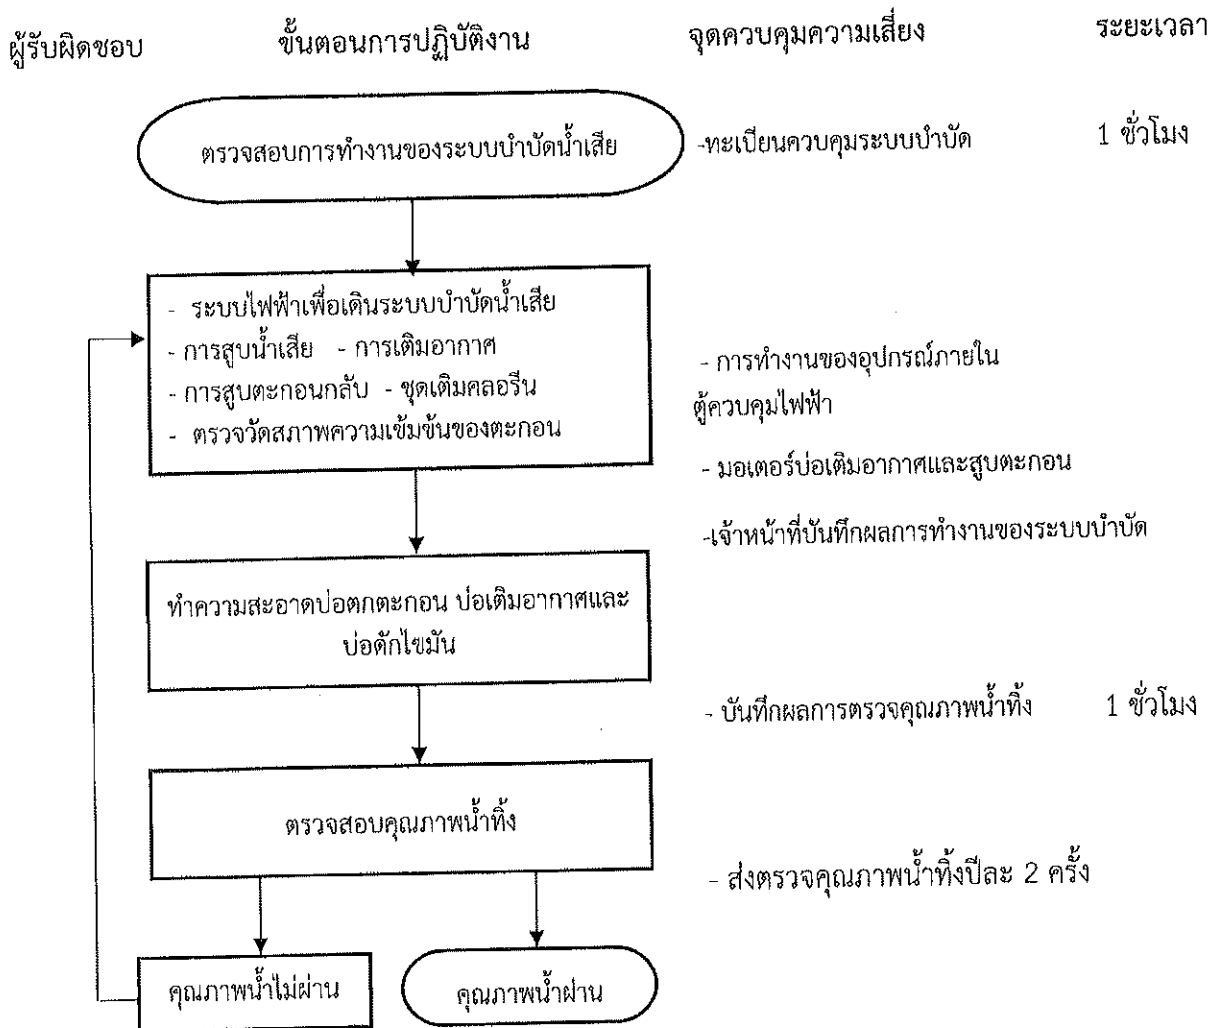 ผู้รับผิดชอบ ขั้นตอนการปฏิบัติงาน จุดควบคุมความเสี่ยง ระยะเวลา
ตรวจสอบการทำงานของระบบบำบัดน้ำเสีย -ทะเบียนควบคุมระบบบำบัด 1 ชั่วโมง
- ระบบไฟฟ้าเพื่อเดินระบบบำบัดน้ำเสีย
- การสูบน้ำเสีย - การเติมอากาศ
- การสูบตะกอนกลับ - ชุดเติมคลอรีน
- ตรวจวัดสภาพความเข้มข้นของตะกอน
- การทำงานของอุปกรณ์ภายใน
ตู้ควบคุมไฟฟ้า
- มอเตอร์บ่อเติมอากาศและสูบตะกอน
-เจ้าหน้าที่บันทึกผลการทำงานของระบบบำบัด
ทำความสะอาดบ่อตกตะกอน บ่อเติมอากาศและ
บ่อดักไขมัน
- บันทึกผลการตรวจคุณภาพน้ำทิ้ง 1 ชั่วโมง
ตรวจสอบคุณภาพน้ำทิ้ง
- ส่งตรวจคุณภาพน้ำทิ้งปีละ 2 ครั้ง
คุณภาพน้ำไม่ผ่าน คุณภาพน้ำผ่าน